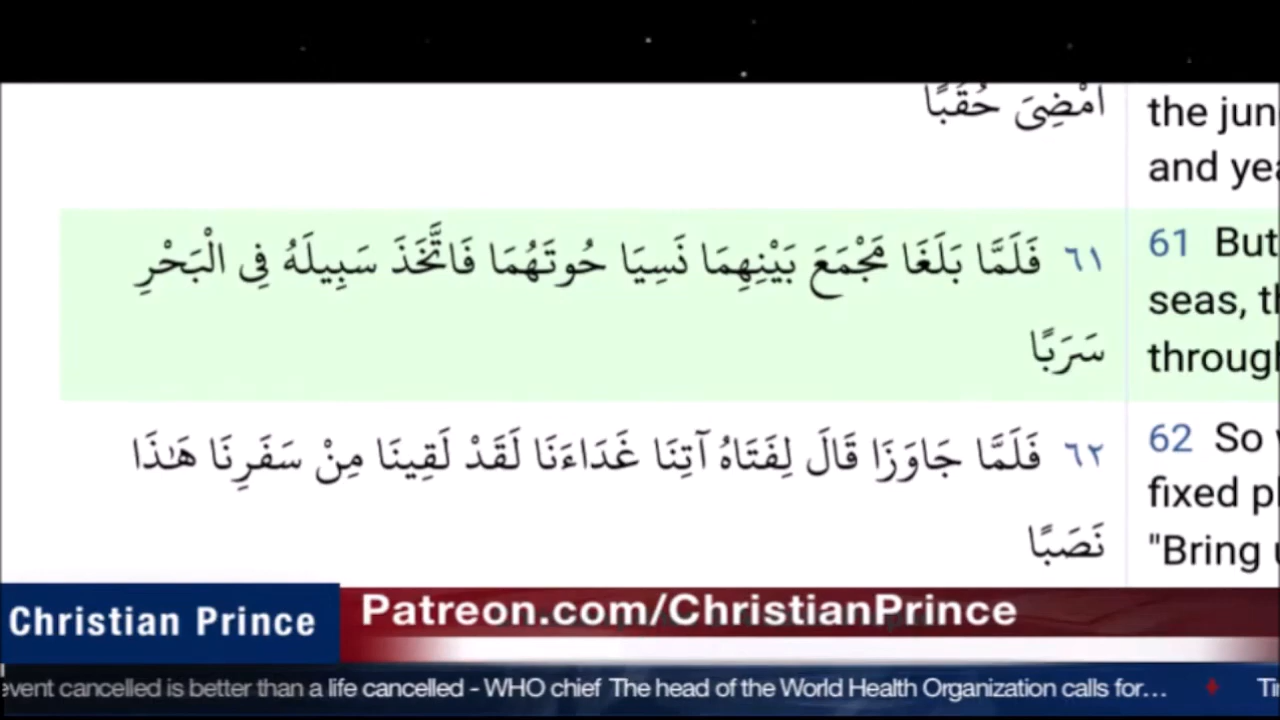 أَمْضِىَ حُقُبًا
the jun
and yea
٦١ فَلَمَّا بَلَغَا مَجْمَعَ بَيْنِهِمَا نَسِيَا حُوتَهُمَا فَاتَّخَذَ سَبِيلَهُ فِى الْبَحْرِ
سَرَبًا
61 But
seas, th
through
٦٢ فَلَمَّا جَاوَزَا قَالَ لِفَتَاهُ آتِنَا غَدَاءَنَا لَقَدْ لَقِينَا مِنْ سَفَرِنَا هَٰذَا
نَصَبًا
62 So
fixed pl
"Bring
Christian Prince
Patreon.com/ChristianPrince
event cancelled is better than a life cancelled - WHO chief The head of the World Health Organization calls for...